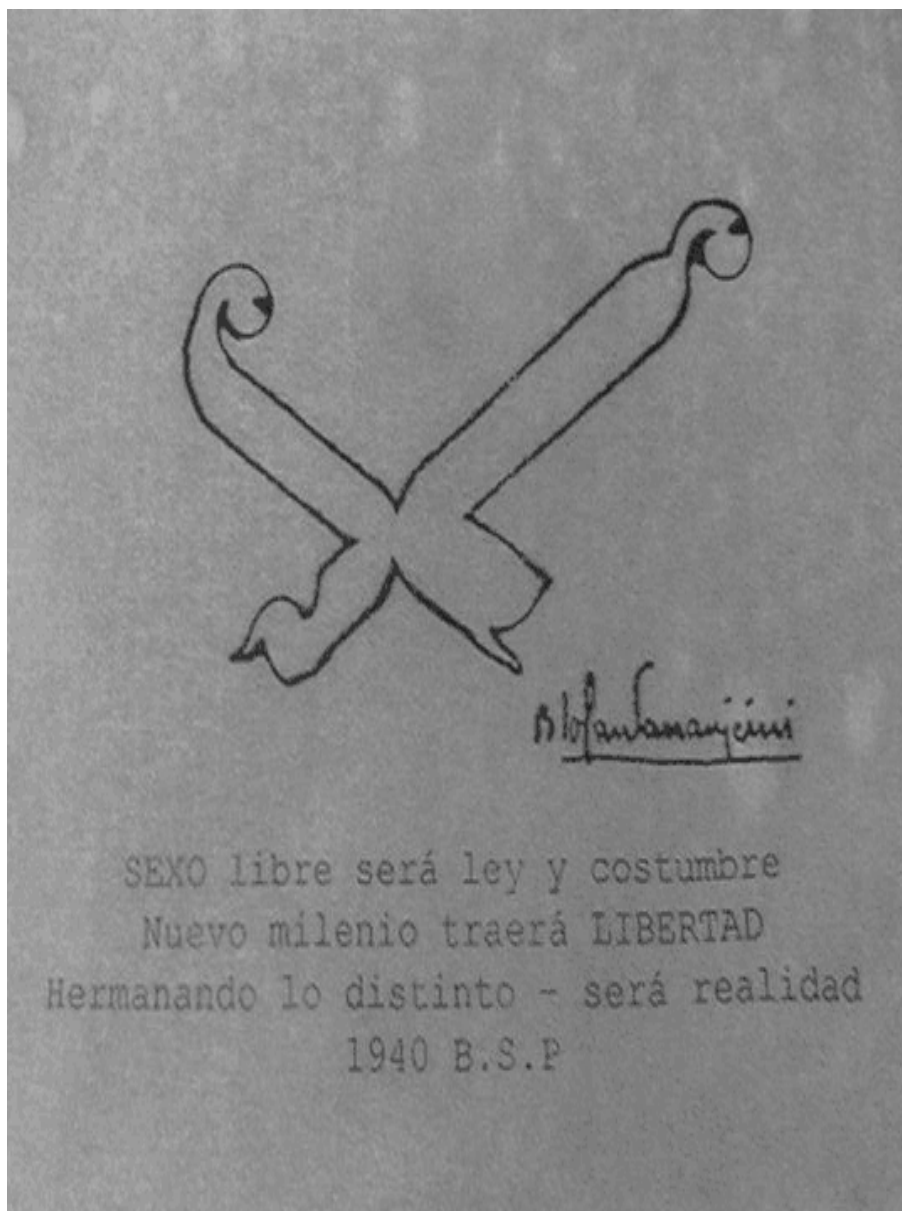 SEXO libre será ley y costumbre
Nuevo milenio traerá LIBERTAD
Hermanando lo distinto - será realidad
1940 B.S.P